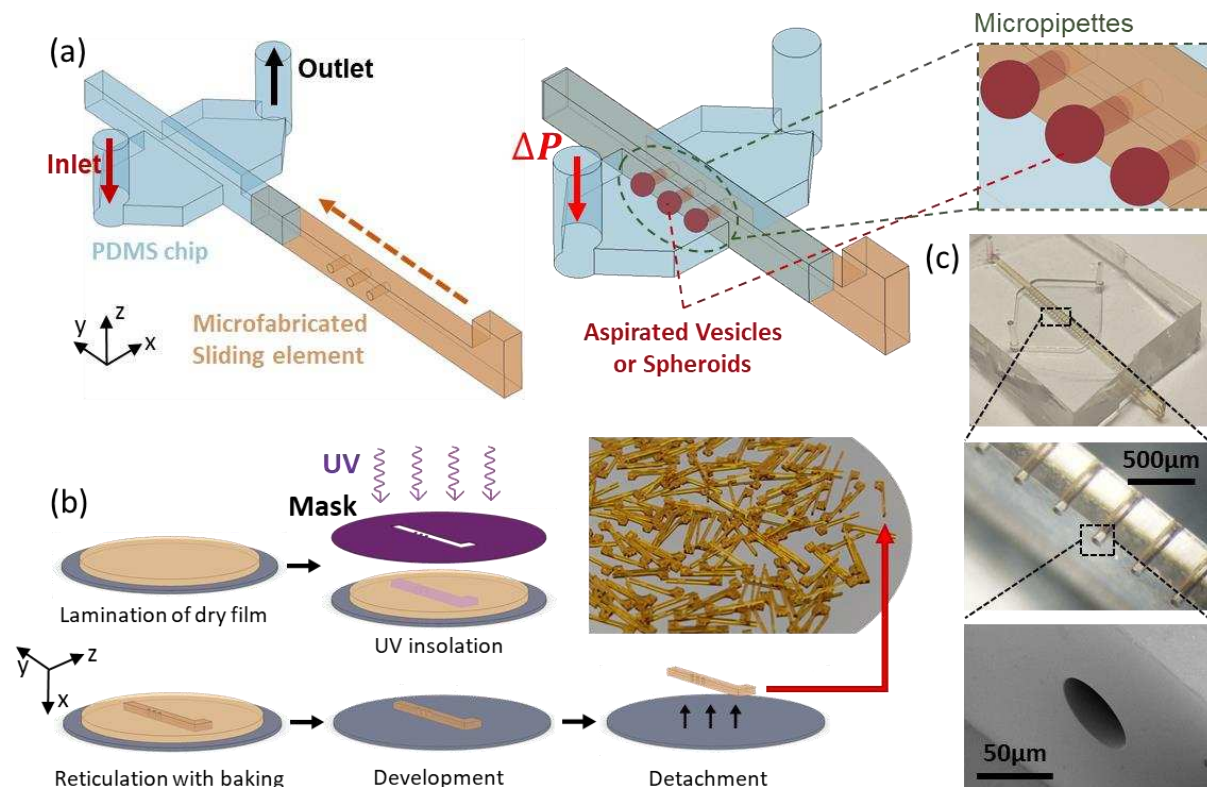 (a)
Outlet
Inlet
PDMS chip
z
y
x
Microfabricated
Sliding element
ΔP
Aspirated Vesicles
or Spheroids
Micropipettes
(c)
500µm
50µm
(b)
UV
Mask
Lamination of dry film
UV insolation
y
z
x
Reticulation with baking
Development
Detachment